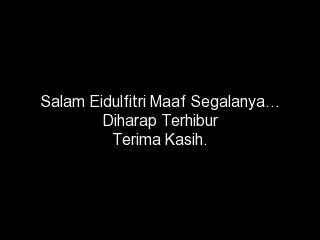 Salam Eidulfitri Maaf Segalanya...
Diharap Terhibur
Terima Kasih.